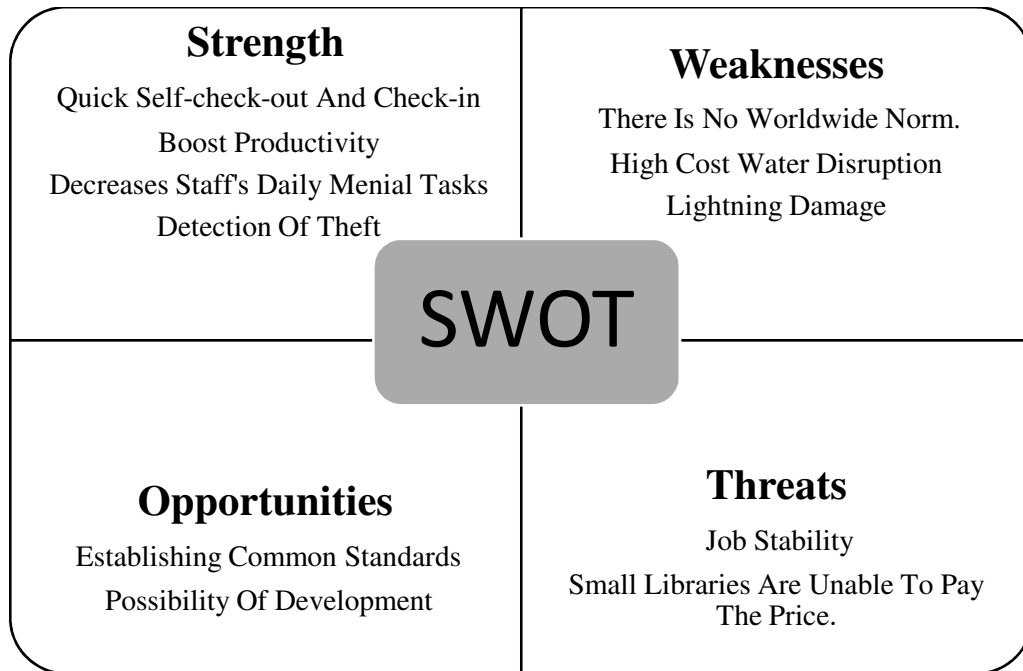 Strength
Quick Self-check-out And Check-in
Boost Productivity
Decreases Staff's Daily Menial Tasks
Detection Of Theft
Weaknesses
There Is No Worldwide Norm.
High Cost Water Disruption
Lightning Damage
SWOT
Opportunities
Establishing Common Standards
Possibility Of Development
Threats
Job Stability
Small Libraries Are Unable To Pay
The Price.